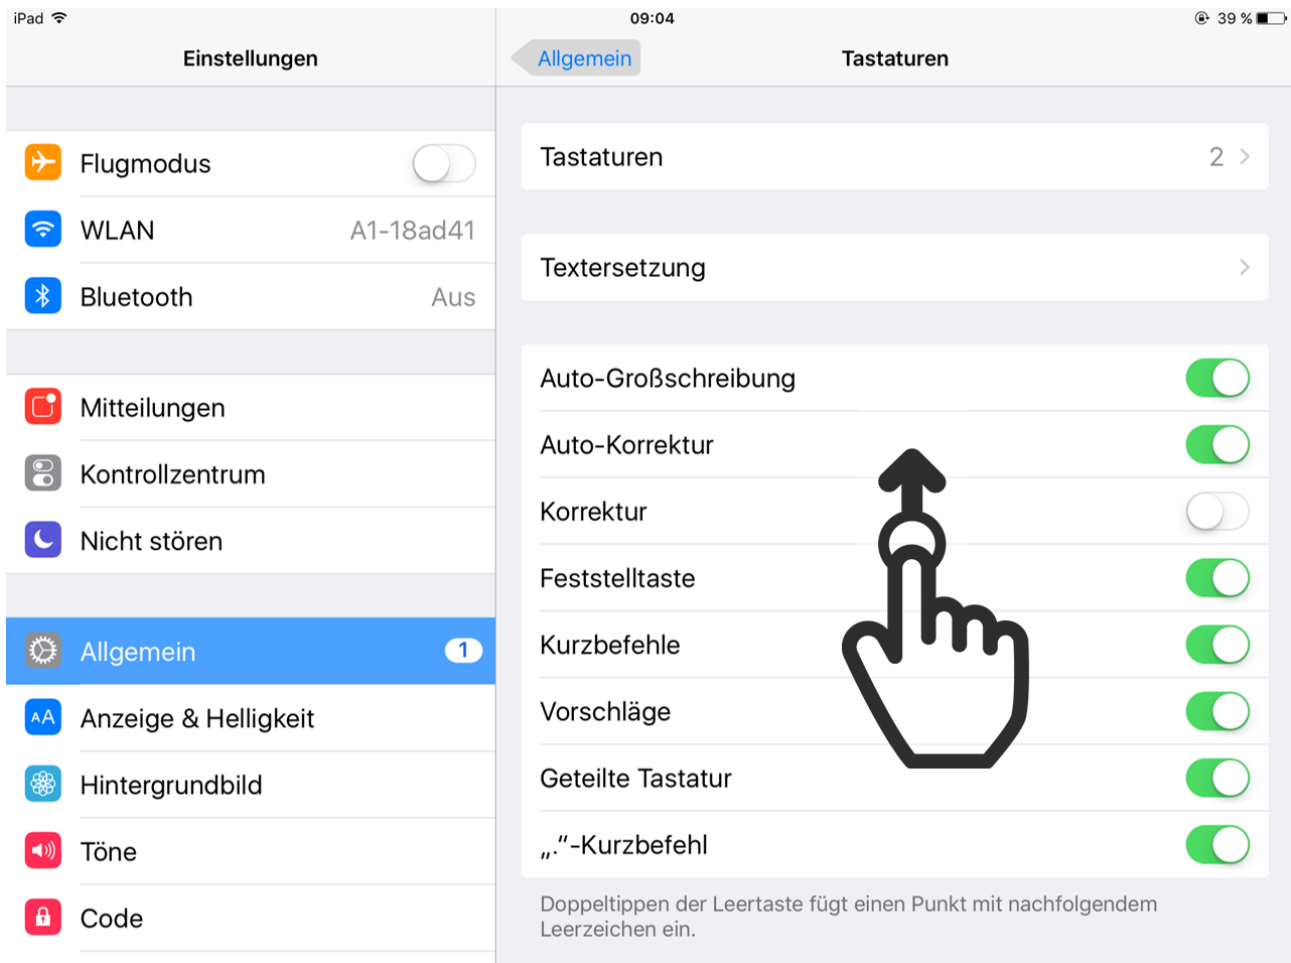 iPad 09:04 39 %
Einstellungen
Allgemein Tastaturen
Flugmodus
WLAN A1-18ad41
Bluetooth Aus
Mitteilungen
Kontrollzentrum
Nicht stören
Allgemein 1
AA Anzeige & Helligkeit
Hintergrundbild
Töne
Code
Tastaturen 2
Textersetzung
Auto-Großschreibung
Auto-Korrektur
Korrektur
Feststelltaste
Kurzbefehle
Vorschläge
Geteilte Tastatur
„.“-Kurzbefehl
Doppeltippen der Leertaste fügt einen Punkt mit nachfolgendem
Leerzeichen ein.